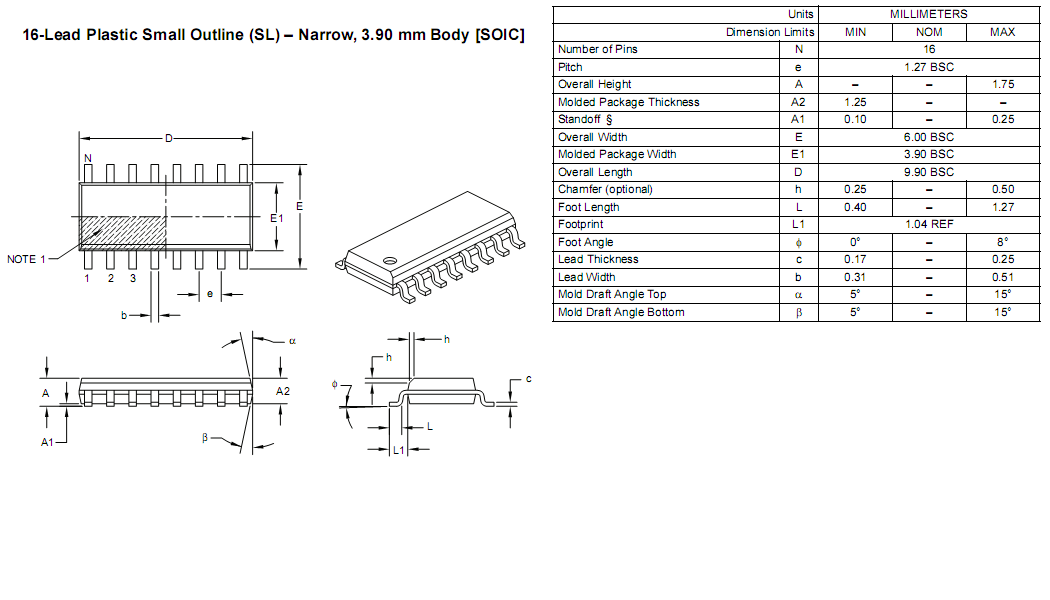 16-Lead Plastic Small Outline (SL) – Narrow, 3.90 mm Body [SOIC]
D
N
E
E1
NOTE 1
1 2 3
e
b
α
h
h
A
A2
φ
c
A1
β
L
L1
Units MILLIMETERS
Dimension Limits MIN NOM MAX
Number of Pins N 16
Pitch e 1.27 BSC
Overall Height A – – 1.75
Molded Package Thickness A2 1.25 – –
Standoff § A1 0.10 – 0.25
Overall Width E 6.00 BSC
Molded Package Width E1 3.90 BSC
Overall Length D 9.90 BSC
Chamfer (optional) h 0.25 – 0.50
Foot Length L 0.40 – 1.27
Footprint L1 1.04 REF
Foot Angle φ 0° – 8°
Lead Thickness c 0.17 – 0.25
Lead Width b 0.31 – 0.51
Mold Draft Angle Top α 5° – 15°
Mold Draft Angle Bottom β 5° – 15°